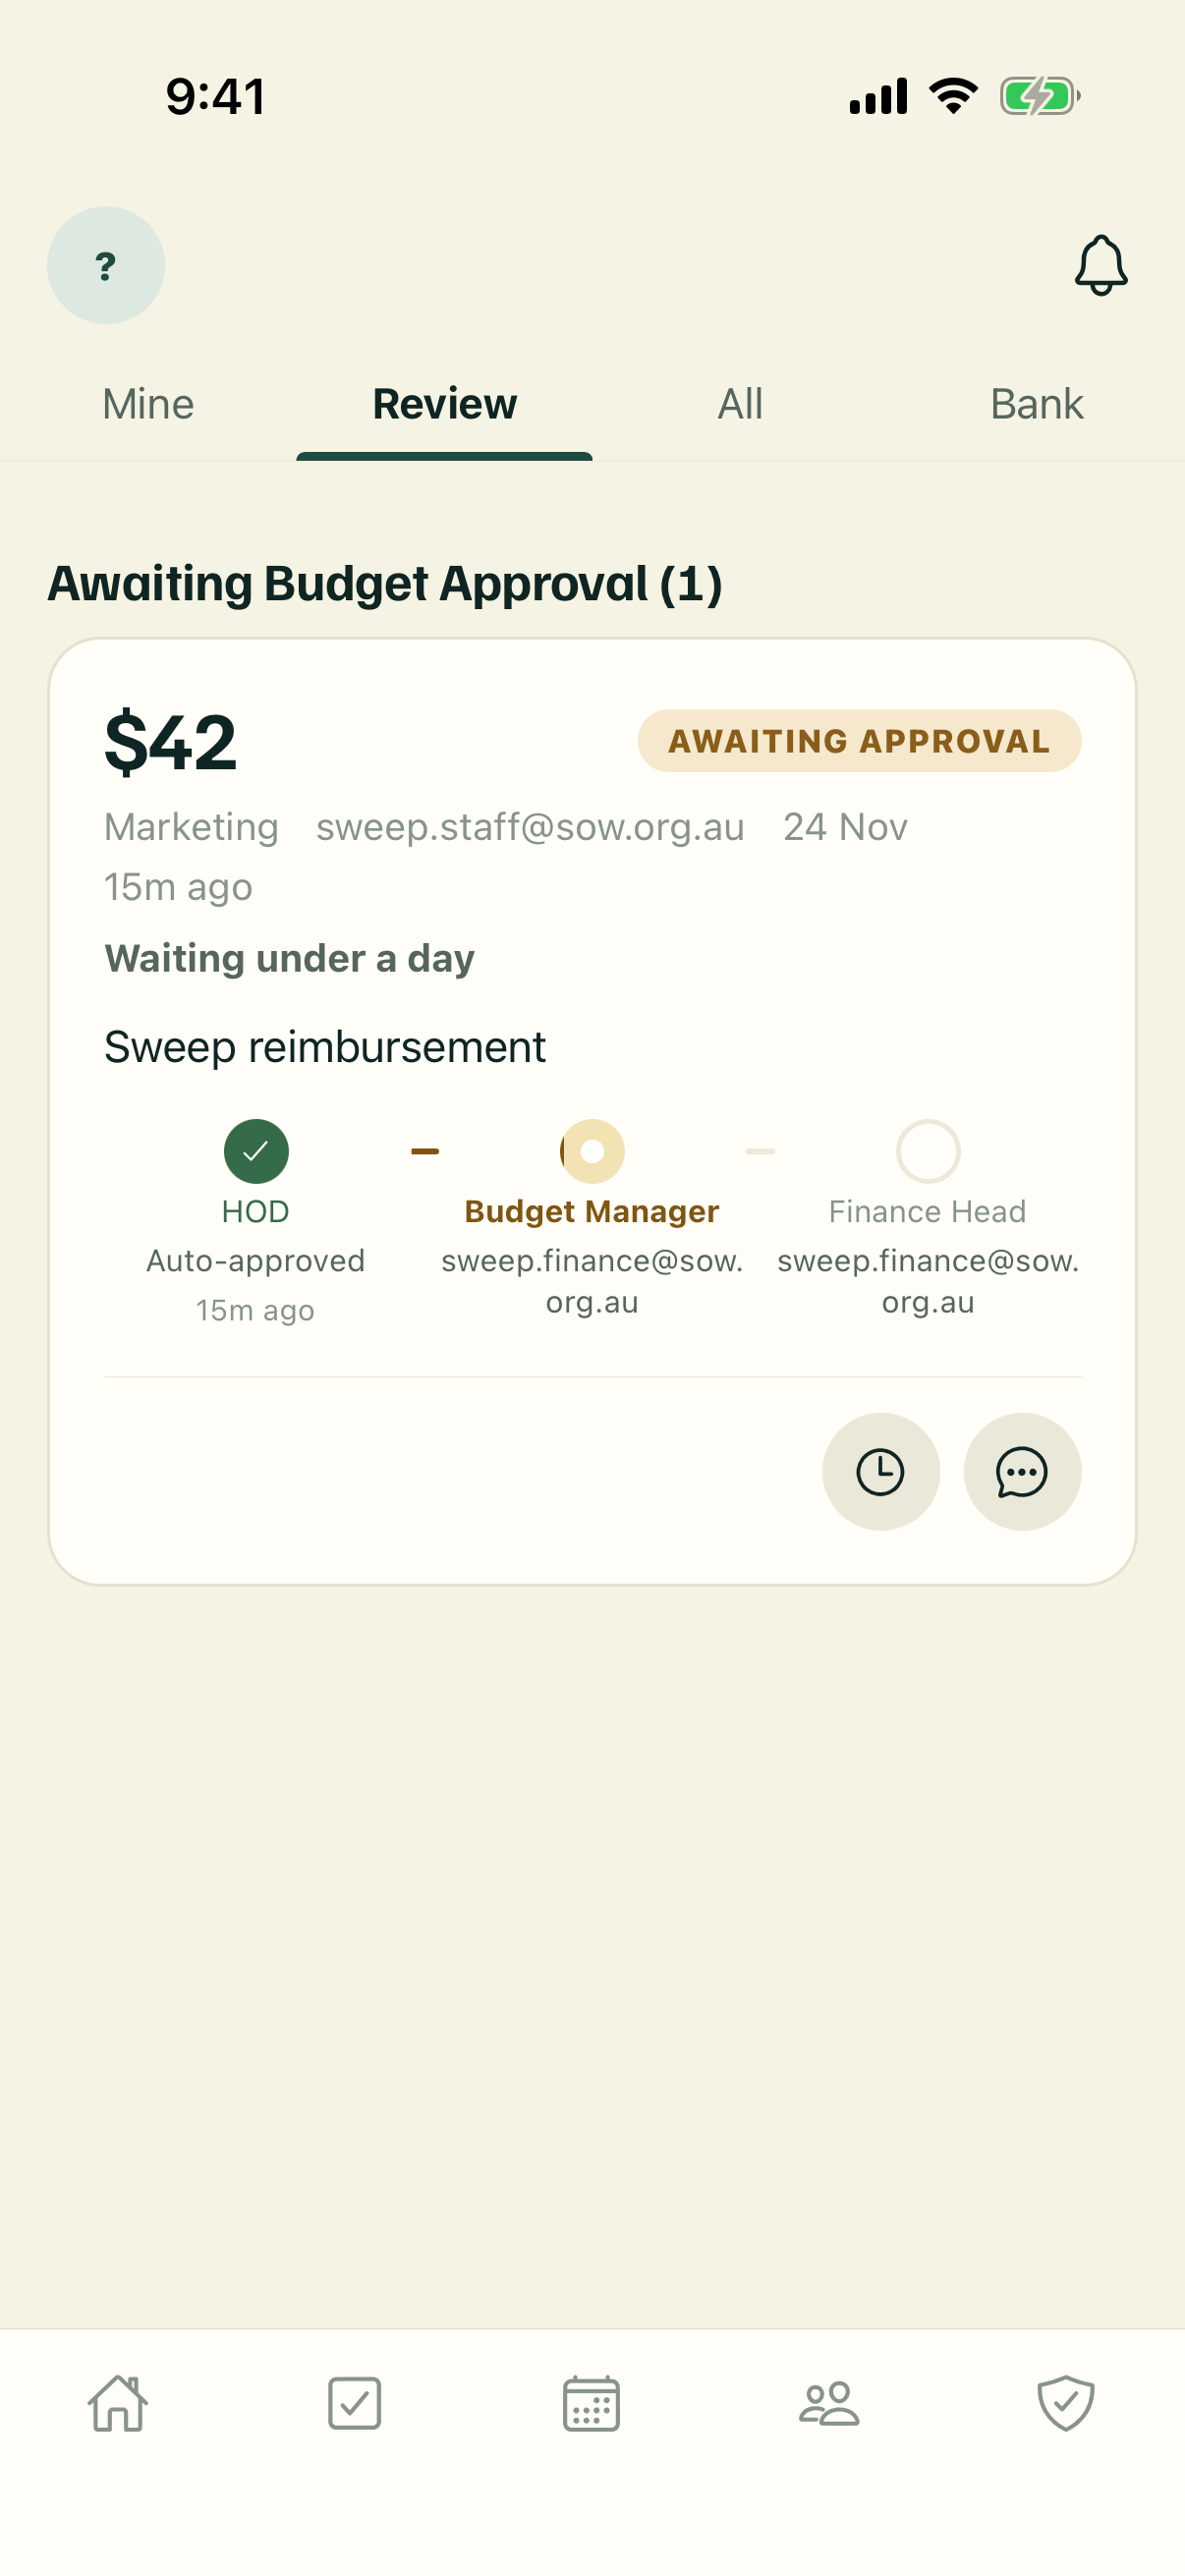 9:41
?
Mine Review All Bank
Awaiting Budget Approval (1)
$42 AWAITING APPROVAL
Marketing sweep.staff@sow.org.au 24 Nov
15m ago
Waiting under a day
Sweep reimbursement
HOD Budget Manager Finance Head
Auto-approved sweep.finance@sow. sweep.finance@sow.
15m ago org.au org.au